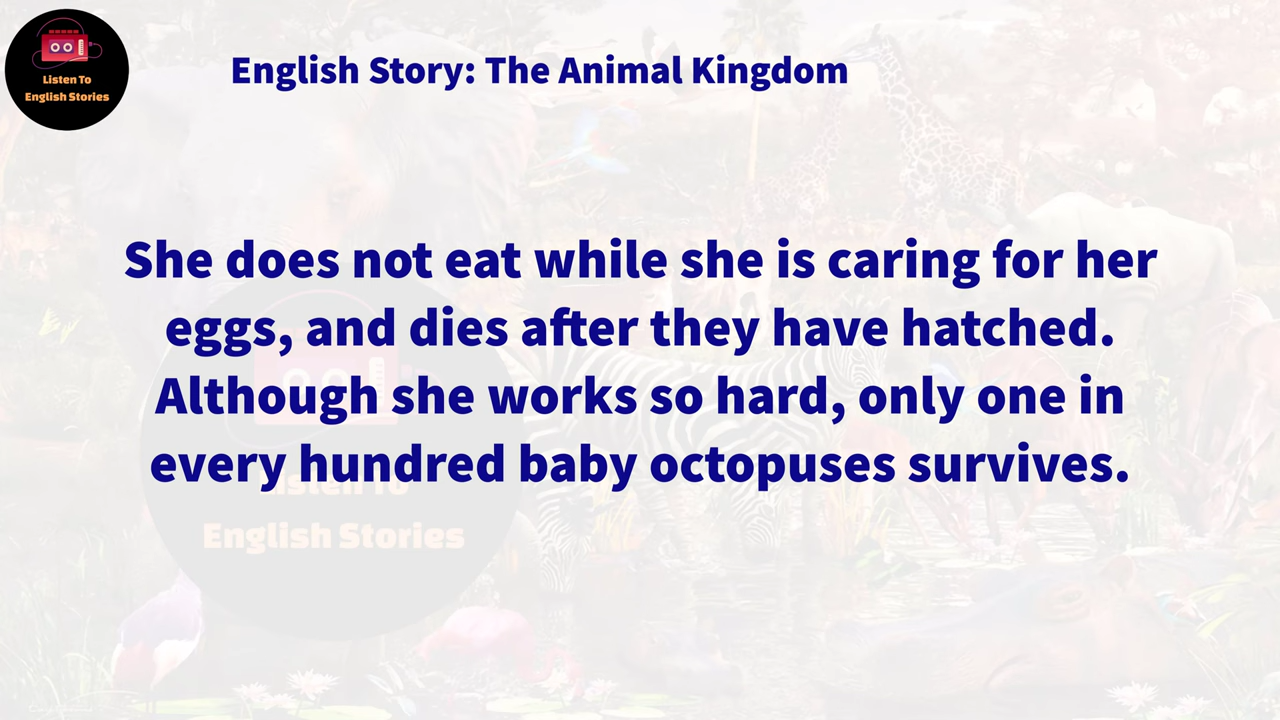 Listen To
English Stories
English Story: The Animal Kingdom
She does not eat while she is caring for her
eggs, and dies after they have hatched.
Although she works so hard, only one in
every hundred baby octopuses survives.
Listen To
English Stories